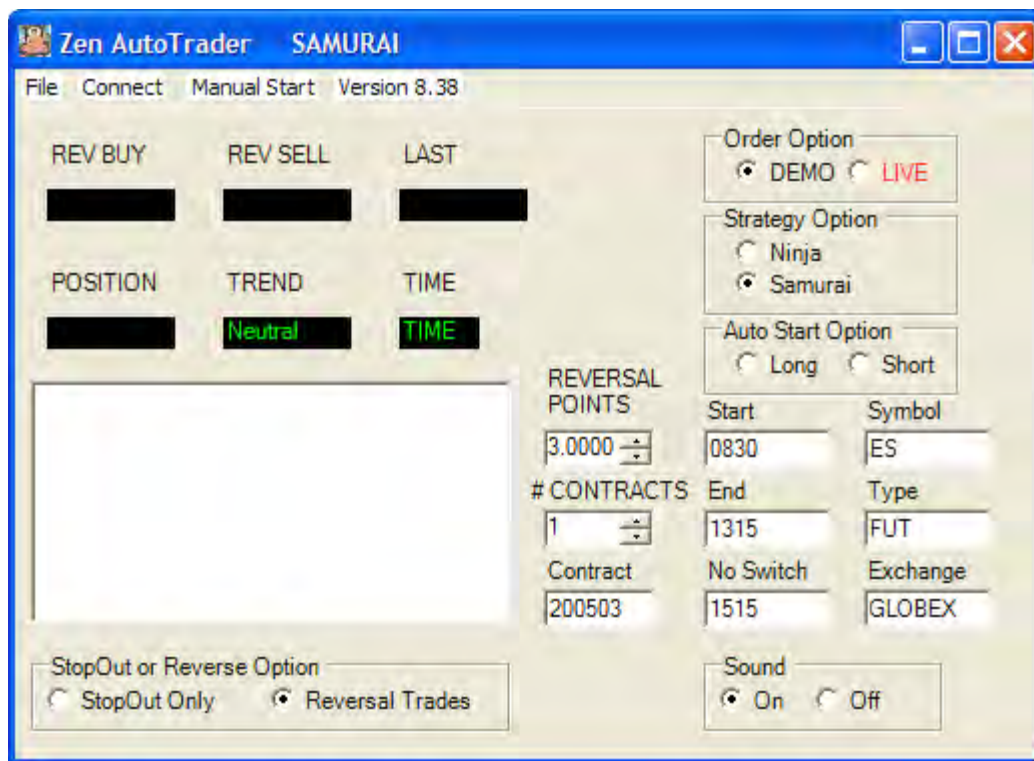 Zen AutoTrader SAMURAI
File Connect Manual Start Version 8.38
REV BUY REV SELL LAST
POSITION TREND TIME
Neutral TIME
Order Option
DEMO LIVE
Strategy Option
Ninja
Samurai
Auto Start Option
Long Short
REVERSAL
POINTS
3.0000
# CONTRACTS
1
Contract
200503
Start Symbol
0830 ES
End Type
1315 FUT
No Switch Exchange
1515 GLOBEX
StopOut or Reverse Option
StopOut Only Reversal Trades
Sound
On Off